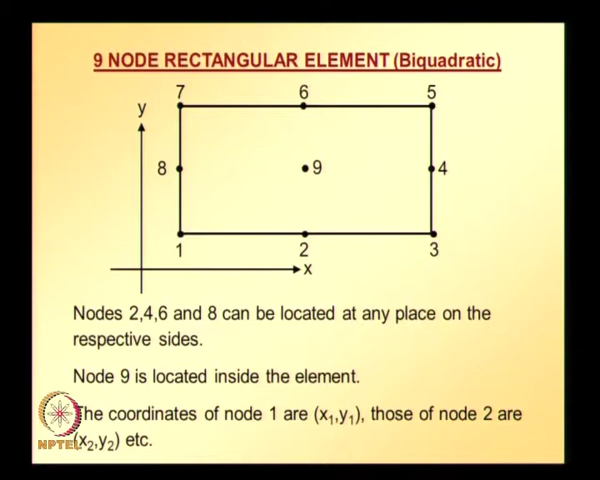 9 NODE RECTANGULAR ELEMENT (Biquadratic)
7 6 5
y
8 9 4
1 2 3
x
Nodes 2,4,6 and 8 can be located at any place on the
respective sides.
Node 9 is located inside the element.
The coordinates of node 1 are (x₁,y₁), those of node 2 are
(x₂,y₂) etc.
NPTEL